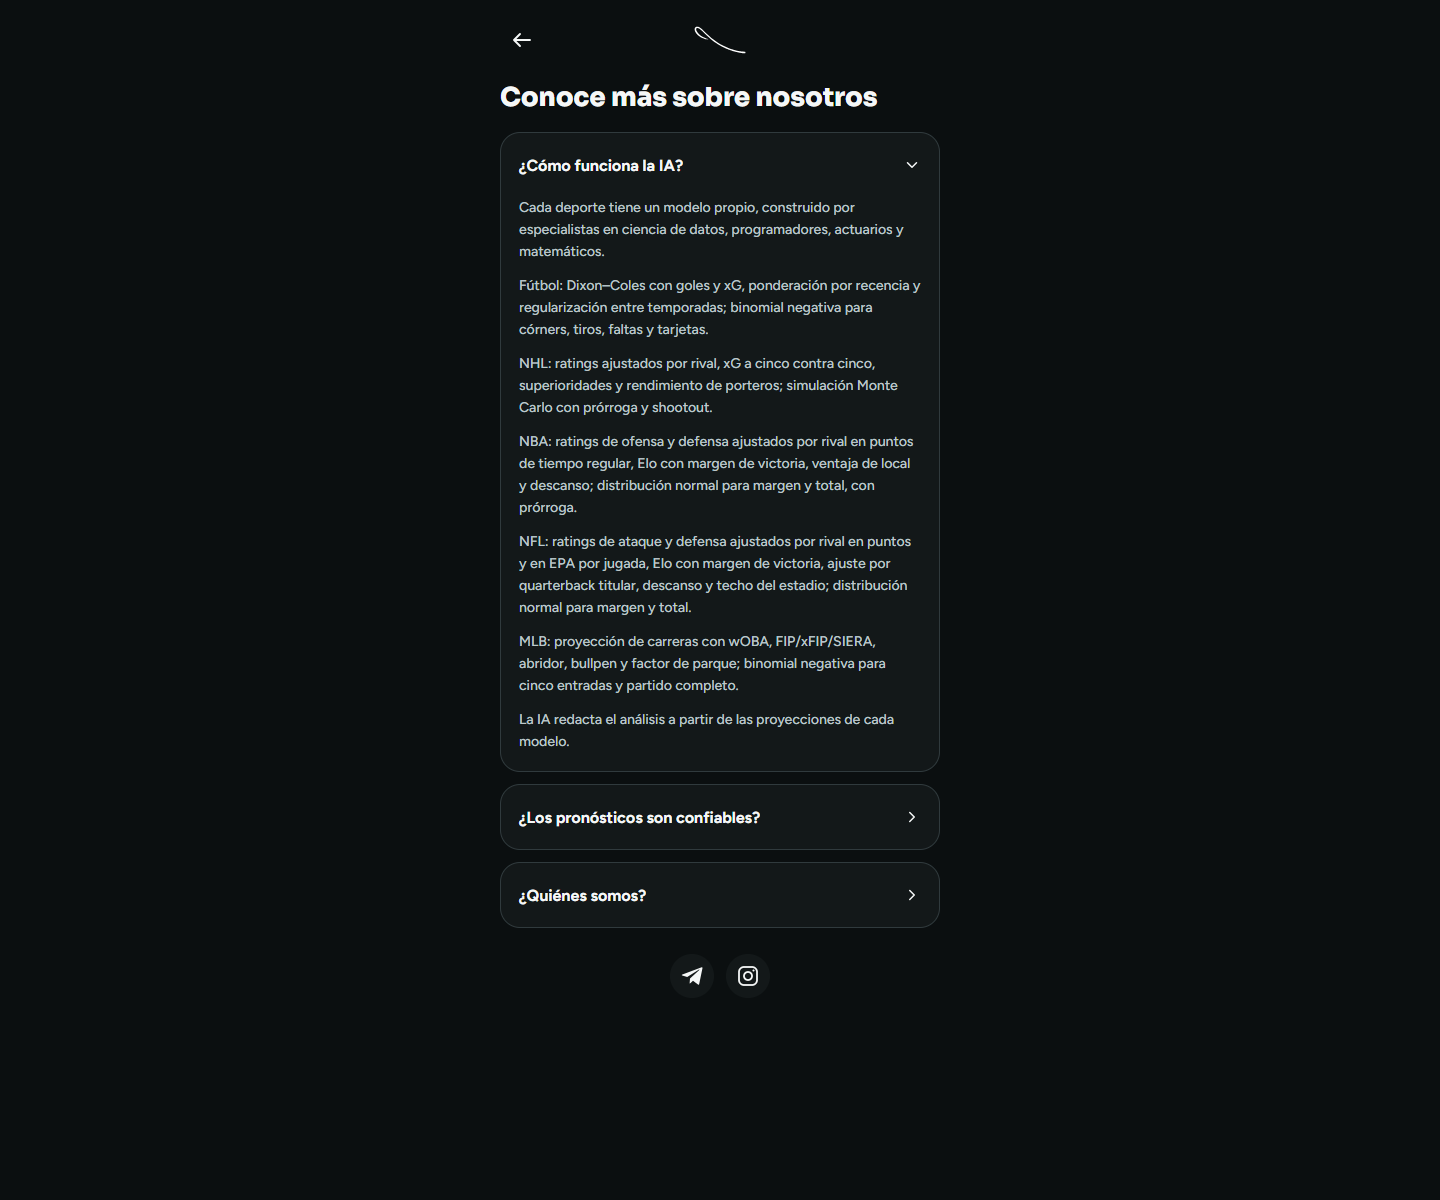 Conoce más sobre nosotros
¿Cómo funciona la IA?
Cada deporte tiene un modelo propio, construido por
especialistas en ciencia de datos, programadores, actuarios y
matemáticos.
Fútbol: Dixon–Coles con goles y xG, ponderación por recencia y
regularización entre temporadas; binomial negativa para
córners, tiros, faltas y tarjetas.
NHL: ratings ajustados por rival, xG a cinco contra cinco,
superioridades y rendimiento de porteros; simulación Monte
Carlo con prórroga y shootout.
NBA: ratings de ofensa y defensa ajustados por rival en puntos
de tiempo regular, Elo con margen de victoria, ventaja de local
y descanso; distribución normal para margen y total, con
prórroga.
NFL: ratings de ataque y defensa ajustados por rival en puntos
y en EPA por jugada, Elo con margen de victoria, ajuste por
quarterback titular, descanso y techo del estadio; distribución
normal para margen y total.
MLB: proyección de carreras con wOBA, FIP/xFIP/SIERA,
abridor, bullpen y factor de parque; binomial negativa para
cinco entradas y partido completo.
La IA redacta el análisis a partir de las proyecciones de cada
modelo.
¿Los pronósticos son confiables?
¿Quiénes somos?